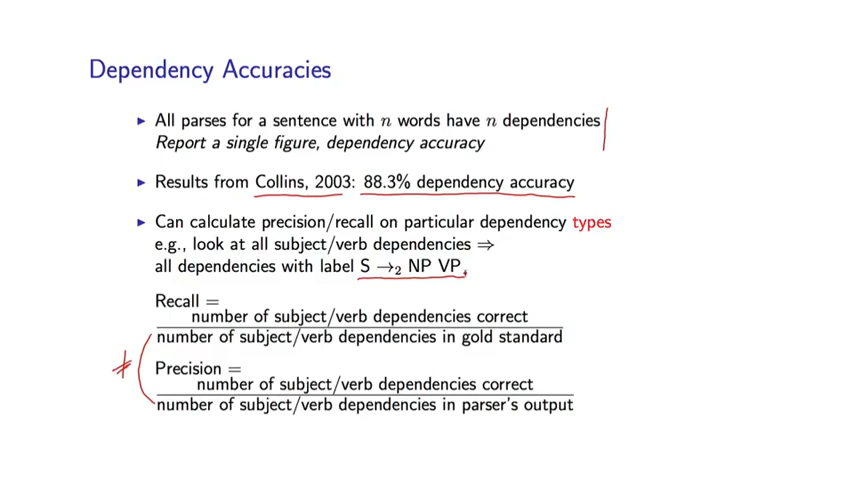 Dependency Accuracies
▶ All parses for a sentence with n words have n dependencies
Report a single figure, dependency accuracy
▶ Results from Collins, 2003: 88.3% dependency accuracy
▶ Can calculate precision/recall on particular dependency types
e.g., look at all subject/verb dependencies ⇒
all dependencies with label S →₂ NP VP
Recall =
number of subject/verb dependencies correct
number of subject/verb dependencies in gold standard
Precision =
number of subject/verb dependencies correct
number of subject/verb dependencies in parser's output
≠